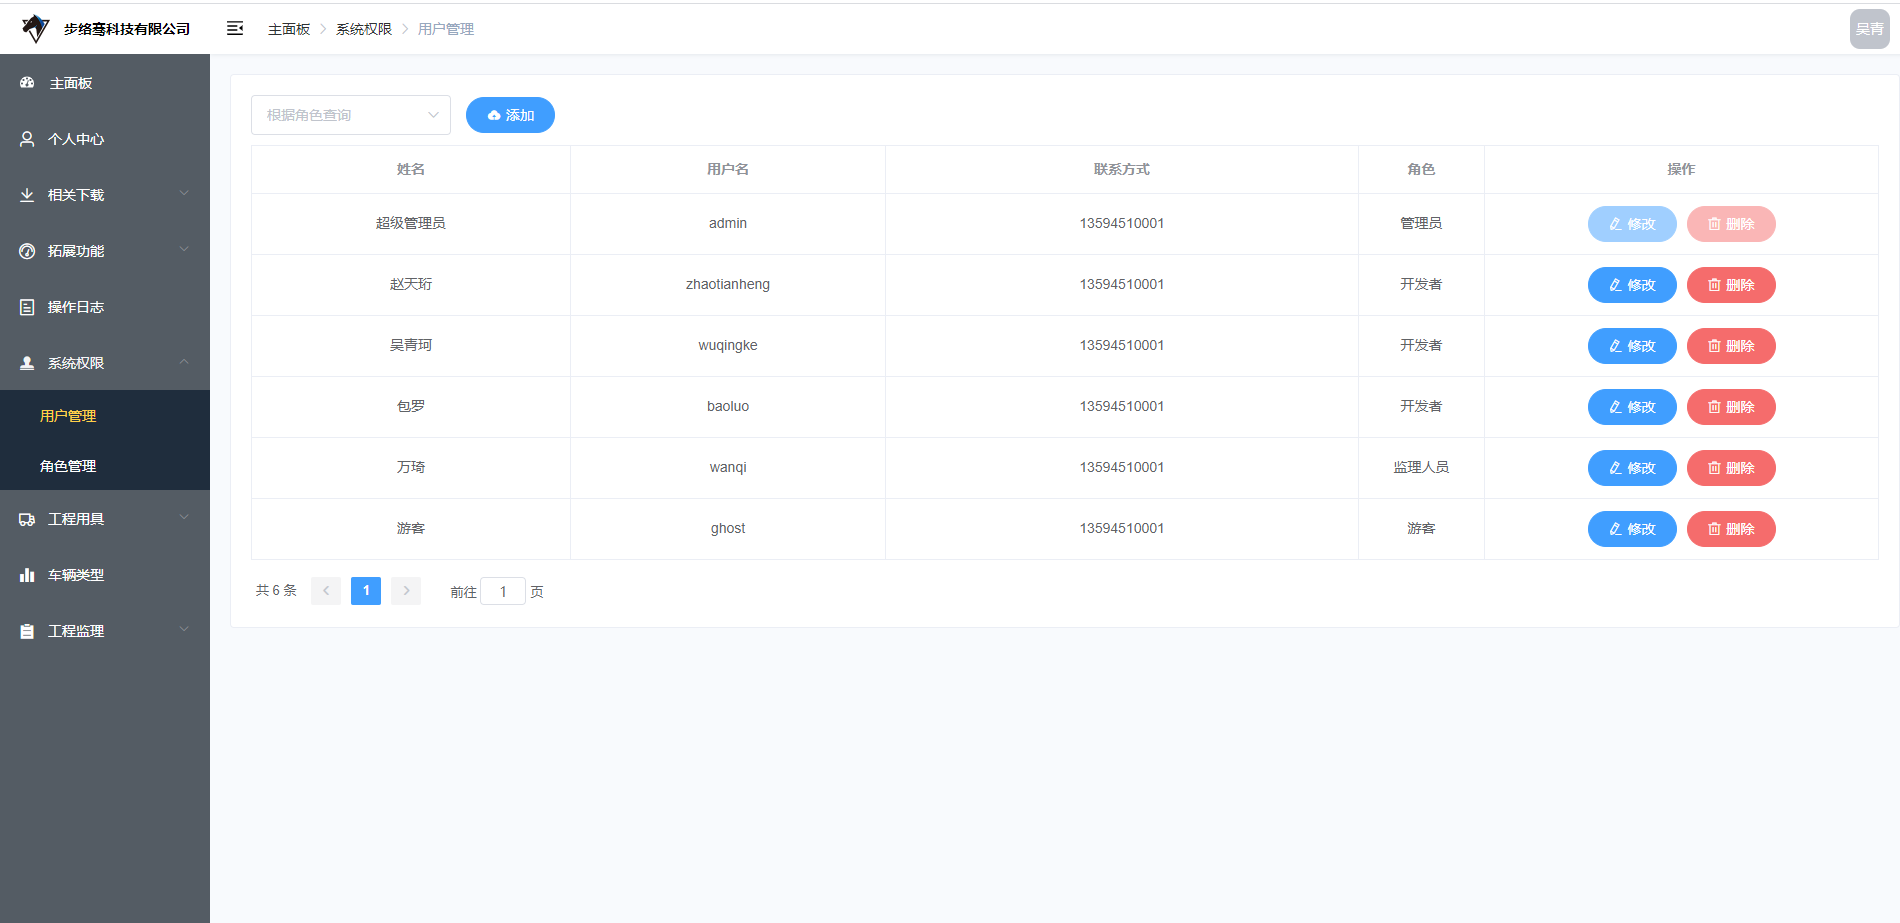 步络骞科技有限公司
主面板 > 系统权限 > 用户管理
吴青
主面板
个人中心
相关下载
拓展功能
操作日志
系统权限
用户管理
角色管理
工程用具
车辆类型
工程监理
根据角色查询 添加
姓名 用户名 联系方式 角色 操作
超级管理员 admin 13594510001 管理员 修改 删除
赵天珩 zhaotianheng 13594510001 开发者 修改 删除
吴青珂 wuqingke 13594510001 开发者 修改 删除
包罗 baoluo 13594510001 开发者 修改 删除
万琦 wanqi 13594510001 监理人员 修改 删除
游客 ghost 13594510001 游客 修改 删除
共 6 条 < 1 > 前往 1 页